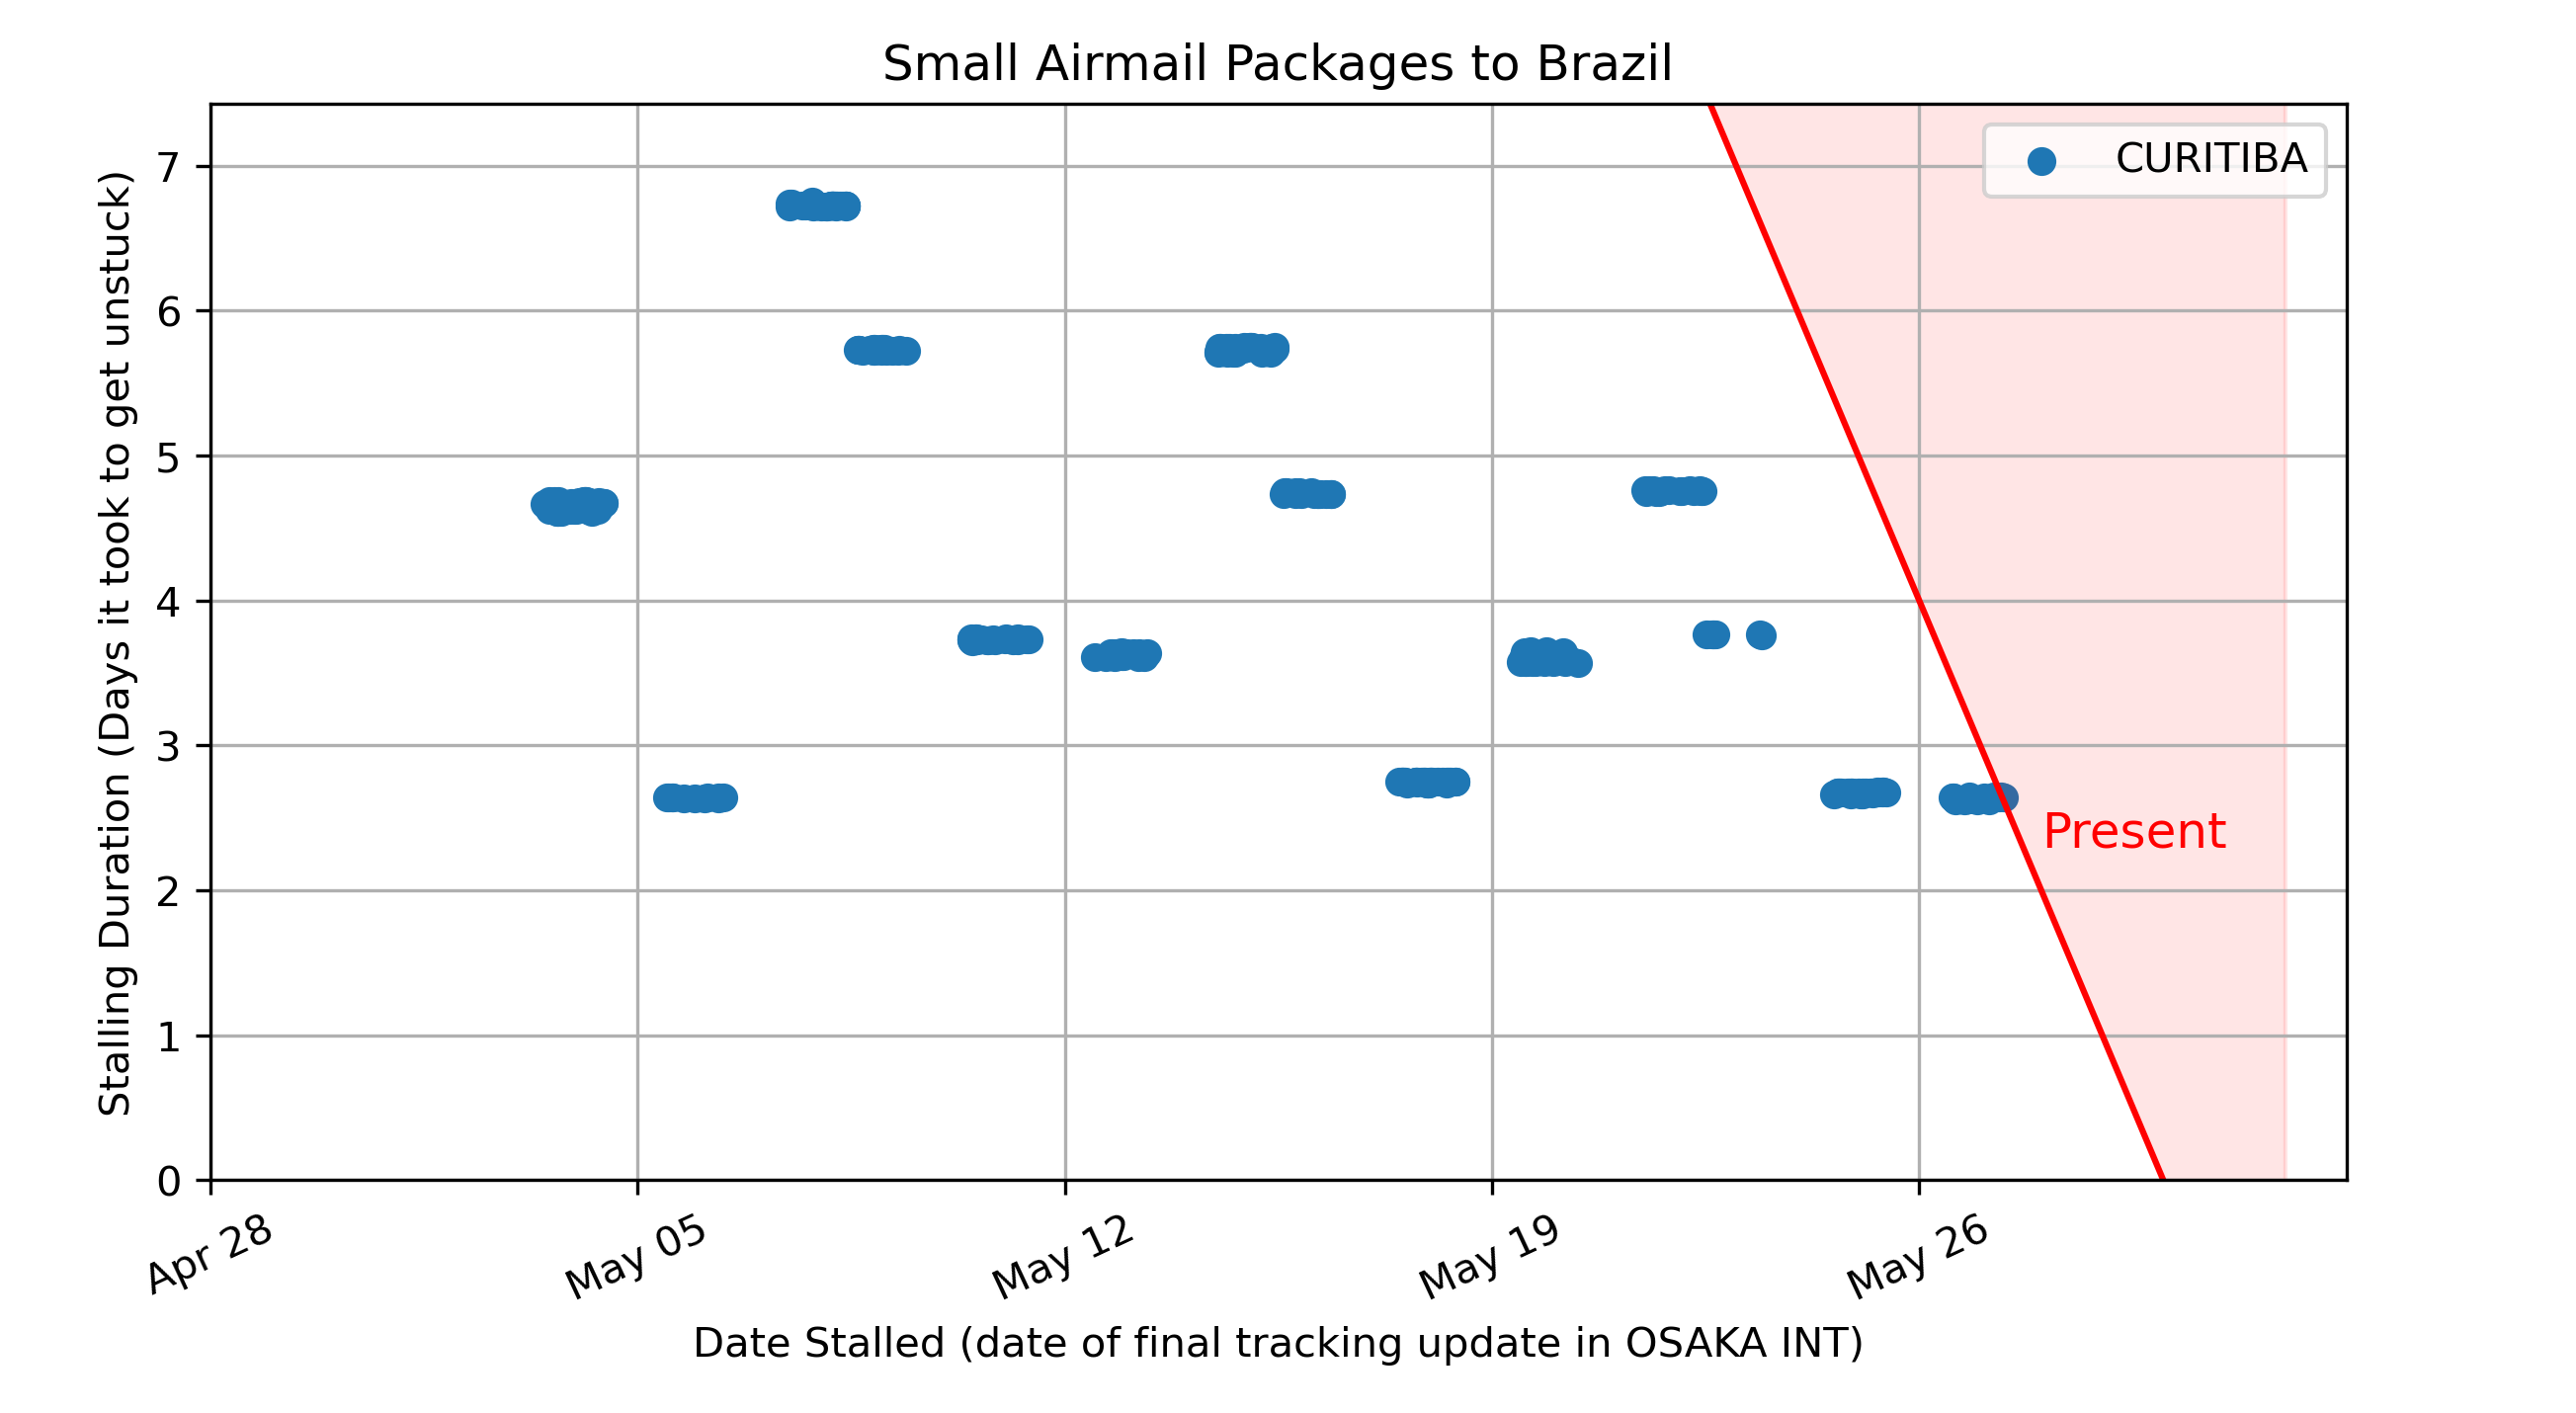 Small Airmail Packages to Brazil
CURITIBA
Present
Stalling Duration (Days it took to get unstuck)
7
6
5
4
3
2
1
0
Apr 28
May 05
May 12
May 19
May 26
Date Stalled (date of final tracking update in OSAKA INT)